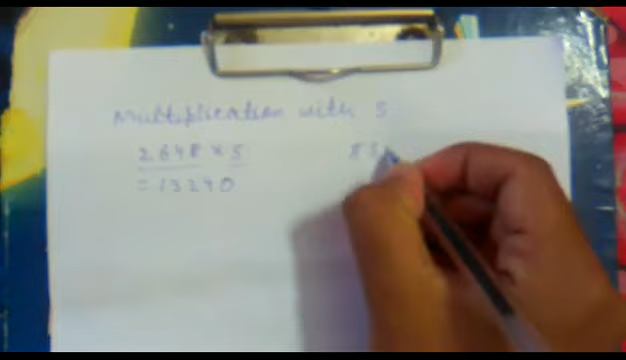 Multiplication with 5
2648 × 5
= 13240